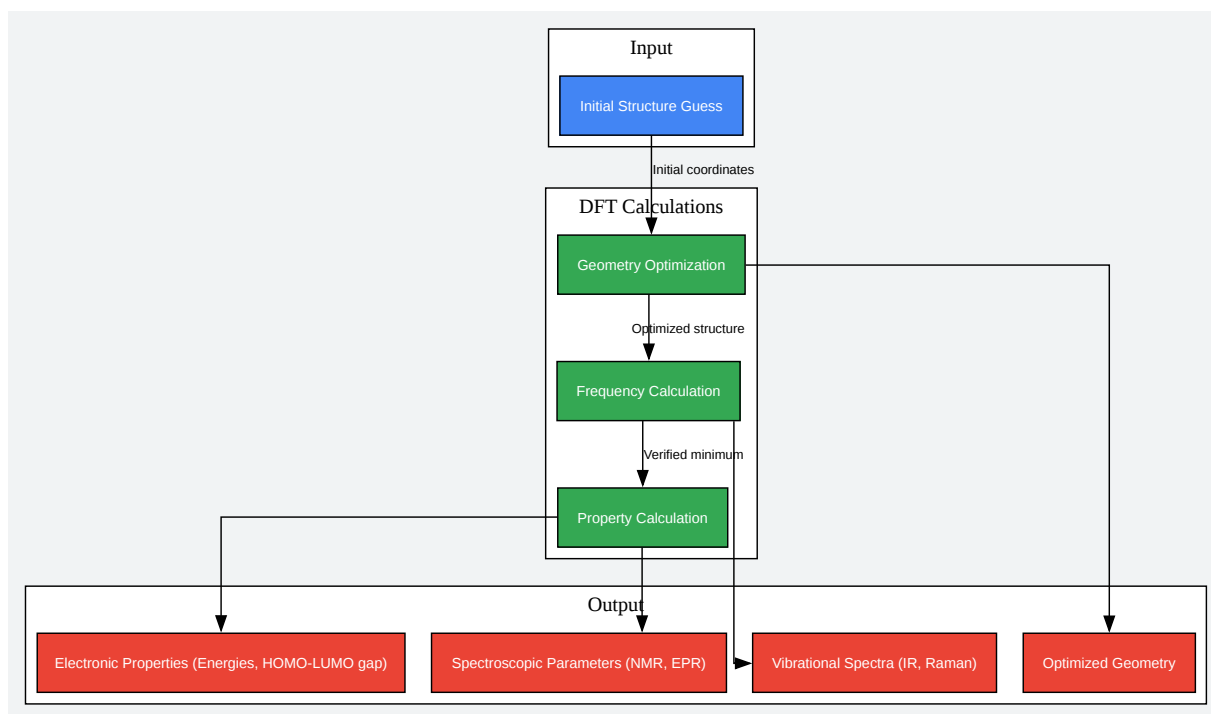 Input
Initial Structure Guess
Initial coordinates
DFT Calculations
Geometry Optimization
Optimized structure
Frequency Calculation
Verified minimum
Property Calculation
Output
Electronic Properties (Energies, HOMO-LUMO gap)
Spectroscopic Parameters (NMR, EPR)
Vibrational Spectra (IR, Raman)
Optimized Geometry